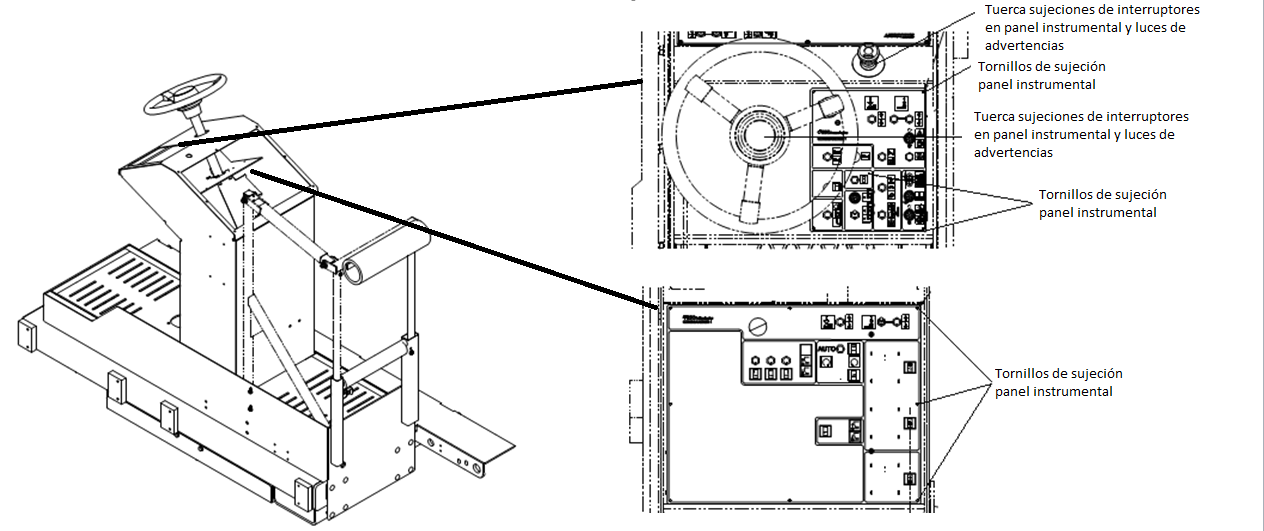 Tuerca sujeciones de interruptores
en panel instrumental y luces de
advertencias
Tornillos de sujeción
panel instrumental
Tuerca sujeciones de interruptores
en panel instrumental y luces de
advertencias
Tornillos de sujeción
panel instrumental
AUTO
Tornillos de sujeción
panel instrumental